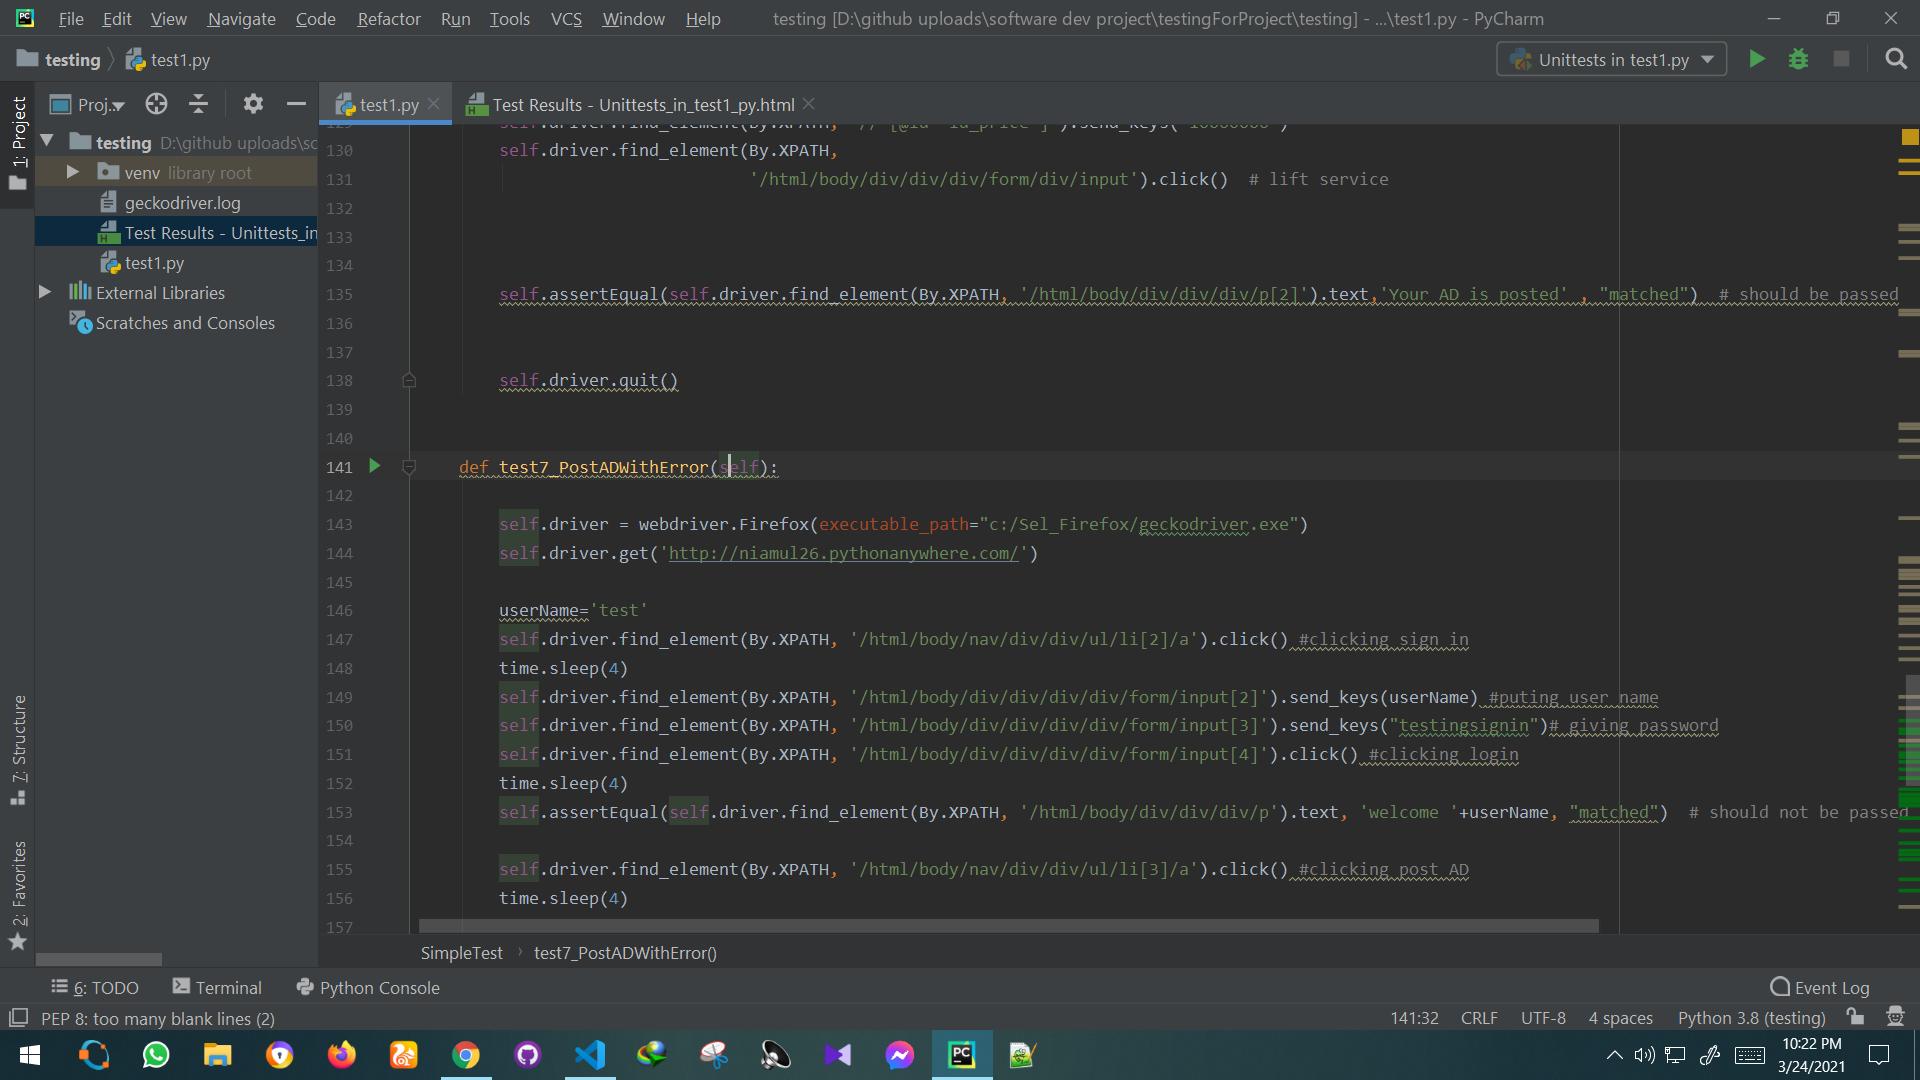 File Edit View Navigate Code Refactor Run Tools VCS Window Help testing [D:\github uploads\software dev project\testingForProject\testing] - ...\test1.py - PyCharm
testing test1.py Unittests in test1.py
1: Project
Proj.. test1.py Test Results - Unittests_in_test1_py.html
testing D:\github uploads\sc
venv library root
geckodriver.log
Test Results - Unittests_in
test1.py
External Libraries
Scratches and Consoles
7: Structure
2: Favorites
130 self.driver.find_element(By.XPATH,
131 '/html/body/div/div/div/form/div/input').click() # lift service
132
133
134
135 self.assertEqual(self.driver.find_element(By.XPATH, '/html/body/div/div/div/p[2]').text,'Your AD is posted' , "matched") # should be passed
136
137
138 self.driver.quit()
139
140
141 def test7_PostADWithError(self):
142
143 self.driver = webdriver.Firefox(executable_path="c:/Sel_Firefox/geckodriver.exe")
144 self.driver.get('http://niamul26.pythonanywhere.com/')
145
146 userName='test'
147 self.driver.find_element(By.XPATH, '/html/body/nav/div/div/ul/li[2]/a').click() #clicking sign in
148 time.sleep(4)
149 self.driver.find_element(By.XPATH, '/html/body/div/div/div/div/form/input[2]').send_keys(userName) #puting user name
150 self.driver.find_element(By.XPATH, '/html/body/div/div/div/div/form/input[3]').send_keys("testingsignin")# giving password
151 self.driver.find_element(By.XPATH, '/html/body/div/div/div/div/form/input[4]').click() #clicking login
152 time.sleep(4)
153 self.assertEqual(self.driver.find_element(By.XPATH, '/html/body/div/div/div/p').text, 'welcome '+userName, "matched") # should not be passed
154
155 self.driver.find_element(By.XPATH, '/html/body/nav/div/div/ul/li[3]/a').click() #clicking post AD
156 time.sleep(4)
157
SimpleTest test7_PostADWithError()
6: TODO Terminal Python Console Event Log
PEP 8: too many blank lines (2) 141:32 CRLF UTF-8 4 spaces Python 3.8 (testing)
10:22 PM
3/24/2021